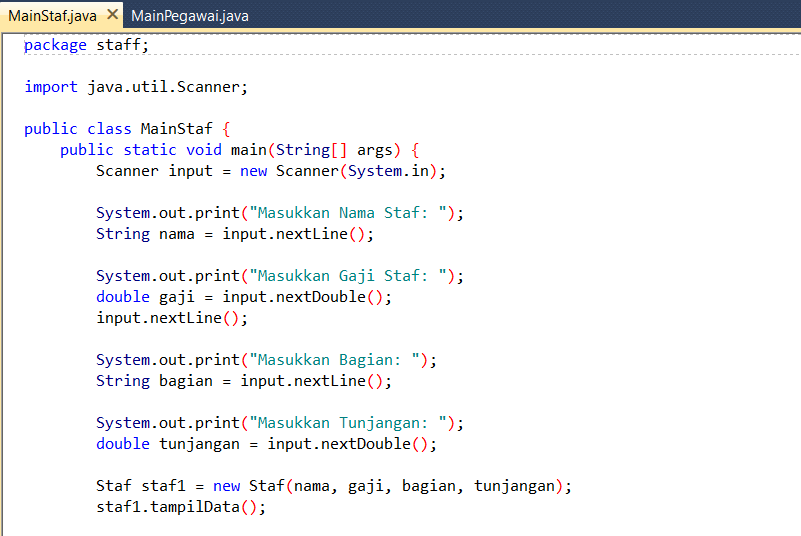 MainStaf.java MainPegawai.java
package staff;
import java.util.Scanner;
public class MainStaf {
public static void main(String[] args) {
Scanner input = new Scanner(System.in);
System.out.print("Masukkan Nama Staf: ");
String nama = input.nextLine();
System.out.print("Masukkan Gaji Staf: ");
double gaji = input.nextDouble();
input.nextLine();
System.out.print("Masukkan Bagian: ");
String bagian = input.nextLine();
System.out.print("Masukkan Tunjangan: ");
double tunjangan = input.nextDouble();
Staf staf1 = new Staf(nama, gaji, bagian, tunjangan);
staf1.tampilData();